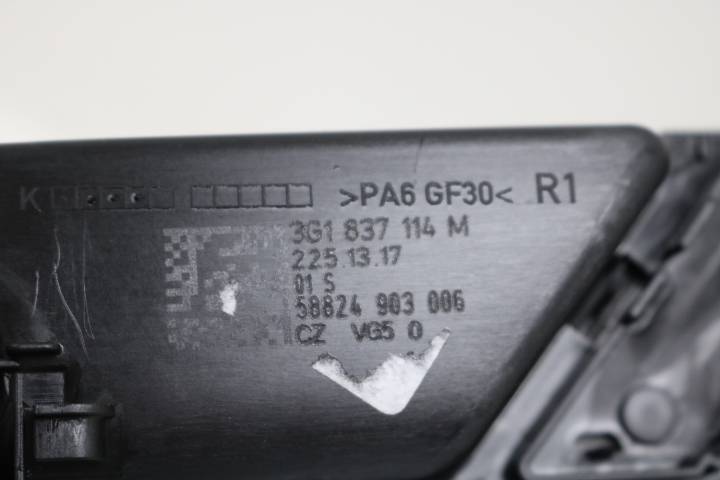 K >PA6 GF30< R1
3G1 837 114 M
225.13.17
01 S
58824 903 006
CZ VG5 0